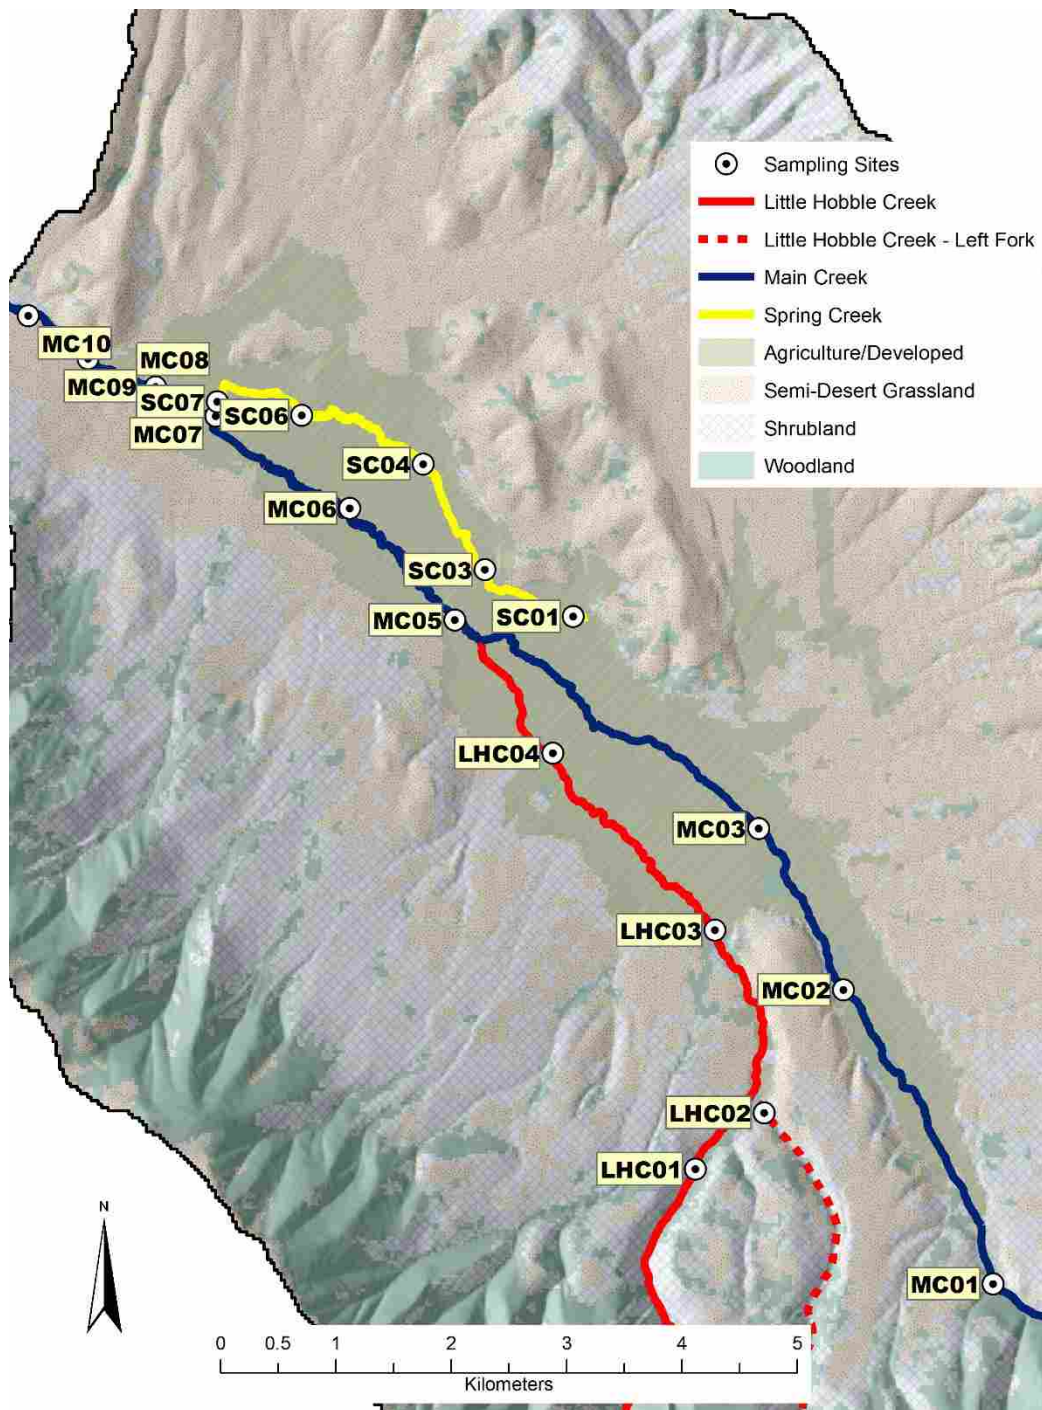 Sampling Sites
Little Hobble Creek
Little Hobble Creek - Left Fork
Main Creek
Spring Creek
Agriculture/Developed
Semi-Desert Grassland
Shrubland
Woodland
MC10
MC08
MC09
SC07
SC06
MC07
SC04
MC06
SC03
MC05
SC01
LHC04
MC03
LHC03
MC02
LHC02
LHC01
MC01
N
0 0.5 1 2 3 4 5
Kilometers